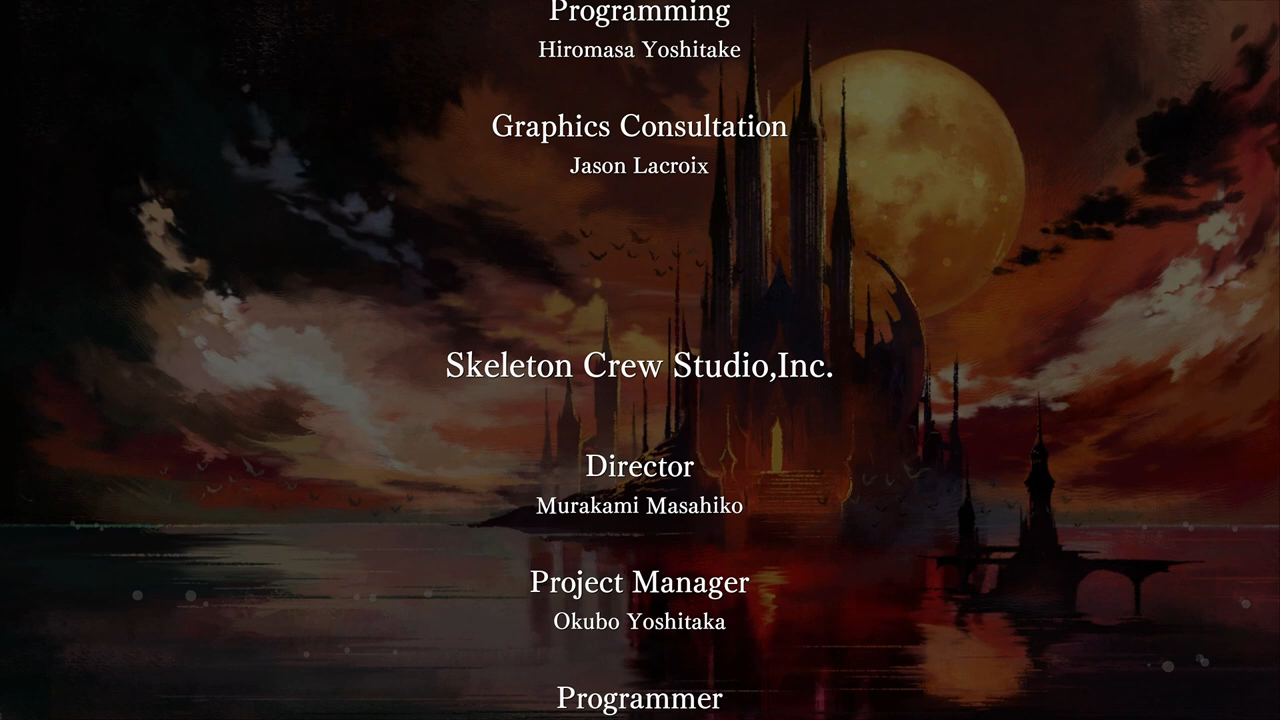 Programming
Hiromasa Yoshitake
Graphics Consultation
Jason Lacroix
Skeleton Crew Studio,Inc.
Director
Murakami Masahiko
Project Manager
Okubo Yoshitaka
Programmer